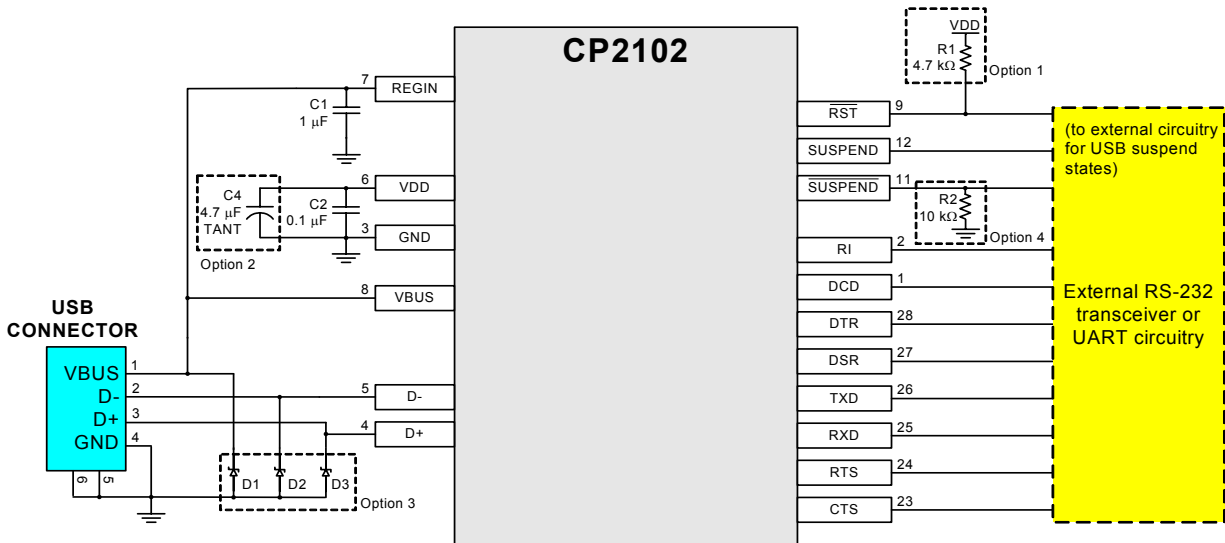 CP2102
7
REGIN
C1
1 μF
6
VDD
C4
4.7 μF
TANT
C2
0.1 μF
3
GND
Option 2
8
VBUS
USB
CONNECTOR
VBUS
1
D-
2
D+
3
GND
4
6
5
5
D-
4
D+
D1
D2
D3
Option 3
VDD
R1
4.7 kΩ
Option 1
RST
9
SUSPEND
12
SUSPEND
11
R2
10 kΩ
Option 4
RI
2
DCD
1
DTR
28
DSR
27
TXD
26
RXD
25
RTS
24
CTS
23
(to external circuitry
for USB suspend
states)
External RS-232
transceiver or
UART circuitry